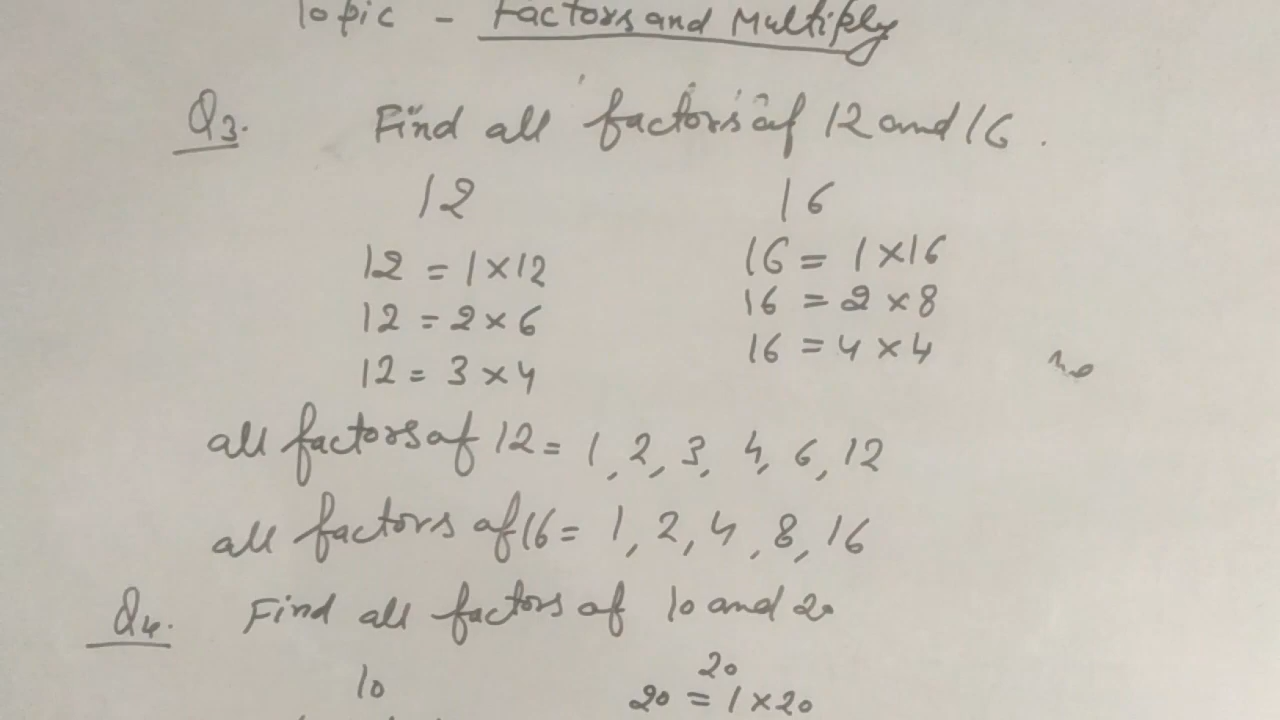 Topic - Factors and Multiply
Q3. Find all factors of 12 and 16.
12 16
12 = 1 × 12 16 = 1 × 16
12 = 2 × 6 16 = 2 × 8
12 = 3 × 4 16 = 4 × 4
all factors of 12 = 1, 2, 3, 4, 6, 12
all factors of 16 = 1, 2, 4, 8, 16
Q4. Find all factors of 10 and 20
10 20
20 = 1 × 20